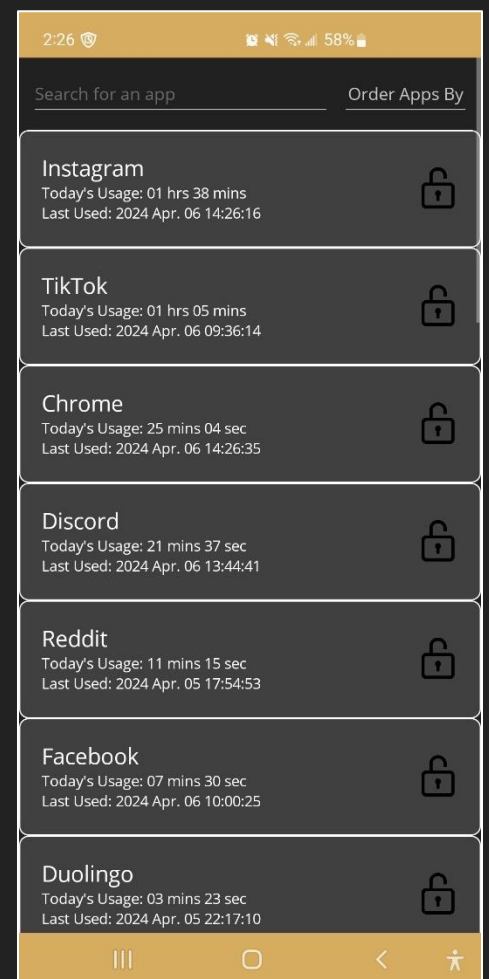 2:26 58%
Search for an app Order Apps By
Instagram
Today's Usage: 01 hrs 38 mins
Last Used: 2024 Apr. 06 14:26:16
TikTok
Today's Usage: 01 hrs 05 mins
Last Used: 2024 Apr. 06 09:36:14
Chrome
Today's Usage: 25 mins 04 sec
Last Used: 2024 Apr. 06 14:26:35
Discord
Today's Usage: 21 mins 37 sec
Last Used: 2024 Apr. 06 13:44:41
Reddit
Today's Usage: 11 mins 15 sec
Last Used: 2024 Apr. 05 17:54:53
Facebook
Today's Usage: 07 mins 30 sec
Last Used: 2024 Apr. 06 10:00:25
Duolingo
Today's Usage: 03 mins 23 sec
Last Used: 2024 Apr. 05 22:17:10